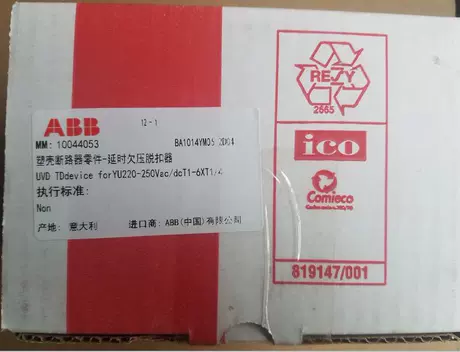 ABB
12-1
MM: 10044053
BA1014YM05 2D04
塑壳断路器零件-延时欠压脱扣器
UVD TDdevice forYU220-250Vac/dcT1-6XT1/4
执行标准:
Non
产地: 意大利 进口商: ABB(中国)有限公司
RESY
2665
ico
Comieco
819147/001